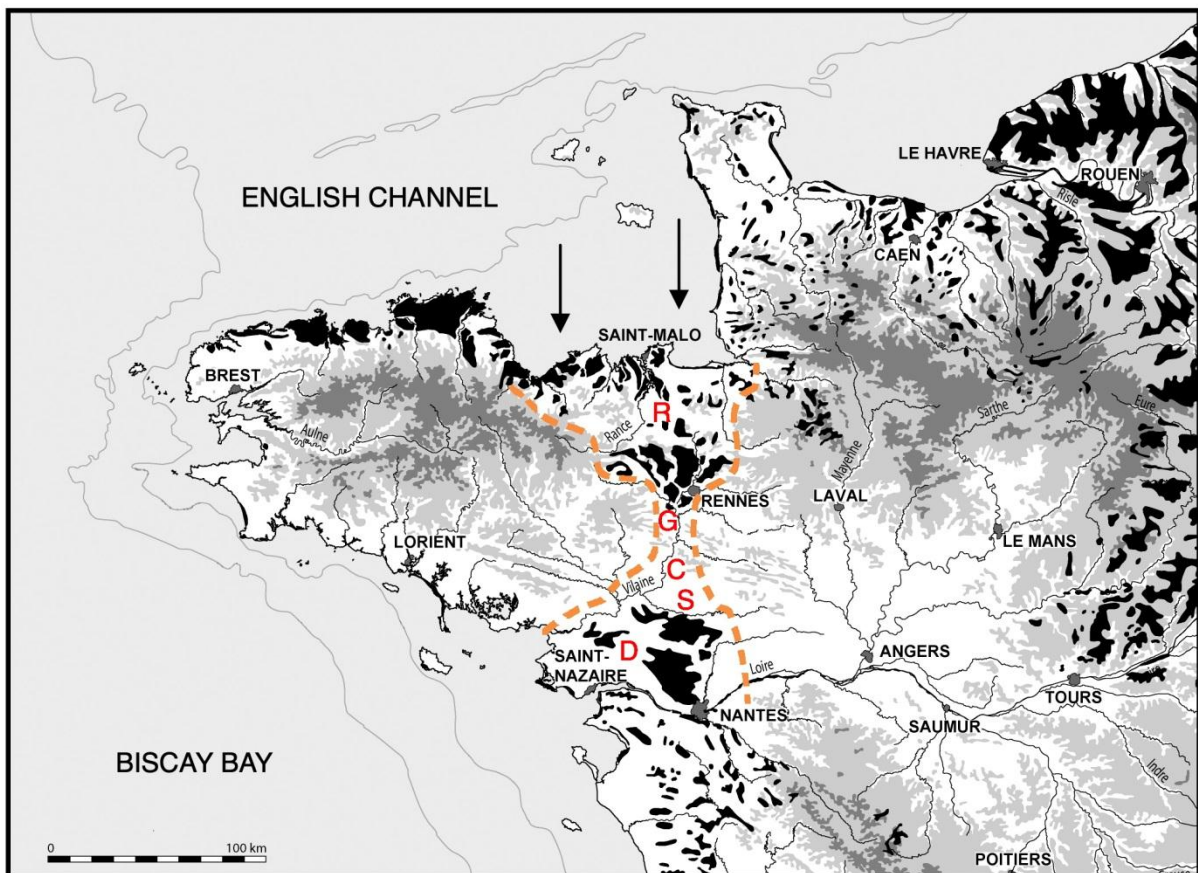 LE HAVRE
ROUEN
Risle
ENGLISH CHANNEL
CAEN
SAINT-MALO
BREST
Aulne
R
Rance
Sarthe
Eure
Mayenne
RENNES
LAVAL
G
LORIENT
LE MANS
C
Vilaine
S
D
SAINT-
NAZAIRE
Loire
ANGERS
TOURS
NANTES
SAUMUR
BISCAY BAY
Indre
0
100 km
POITIERS